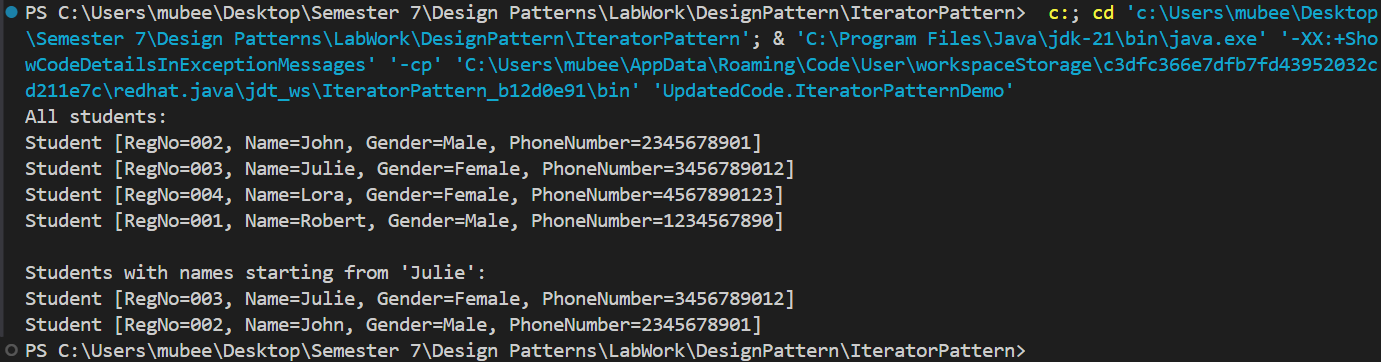 PS C:\Users\mubee\Desktop\Semester 7\Design Patterns\LabWork\DesignPattern\IteratorPattern>  c:; cd 'c:\Users\mubee\Desktop
\Semester 7\Design Patterns\LabWork\DesignPattern\IteratorPattern'; & 'C:\Program Files\Java\jdk-21\bin\java.exe' '-XX:+Sho
wCodeDetailsInExceptionMessages' '-cp' 'C:\Users\mubee\AppData\Roaming\Code\User\workspaceStorage\c3dfc366e7dfb7fd43952032c
d211e7c\redhat.java\jdt_ws\IteratorPattern_b12d0e91\bin' 'UpdatedCode.IteratorPatternDemo'
All students:
Student [RegNo=002, Name=John, Gender=Male, PhoneNumber=2345678901]
Student [RegNo=003, Name=Julie, Gender=Female, PhoneNumber=3456789012]
Student [RegNo=004, Name=Lora, Gender=Female, PhoneNumber=4567890123]
Student [RegNo=001, Name=Robert, Gender=Male, PhoneNumber=1234567890]

Students with names starting from 'Julie':
Student [RegNo=003, Name=Julie, Gender=Female, PhoneNumber=3456789012]
Student [RegNo=002, Name=John, Gender=Male, PhoneNumber=2345678901]
PS C:\Users\mubee\Desktop\Semester 7\Design Patterns\LabWork\DesignPattern\IteratorPattern>